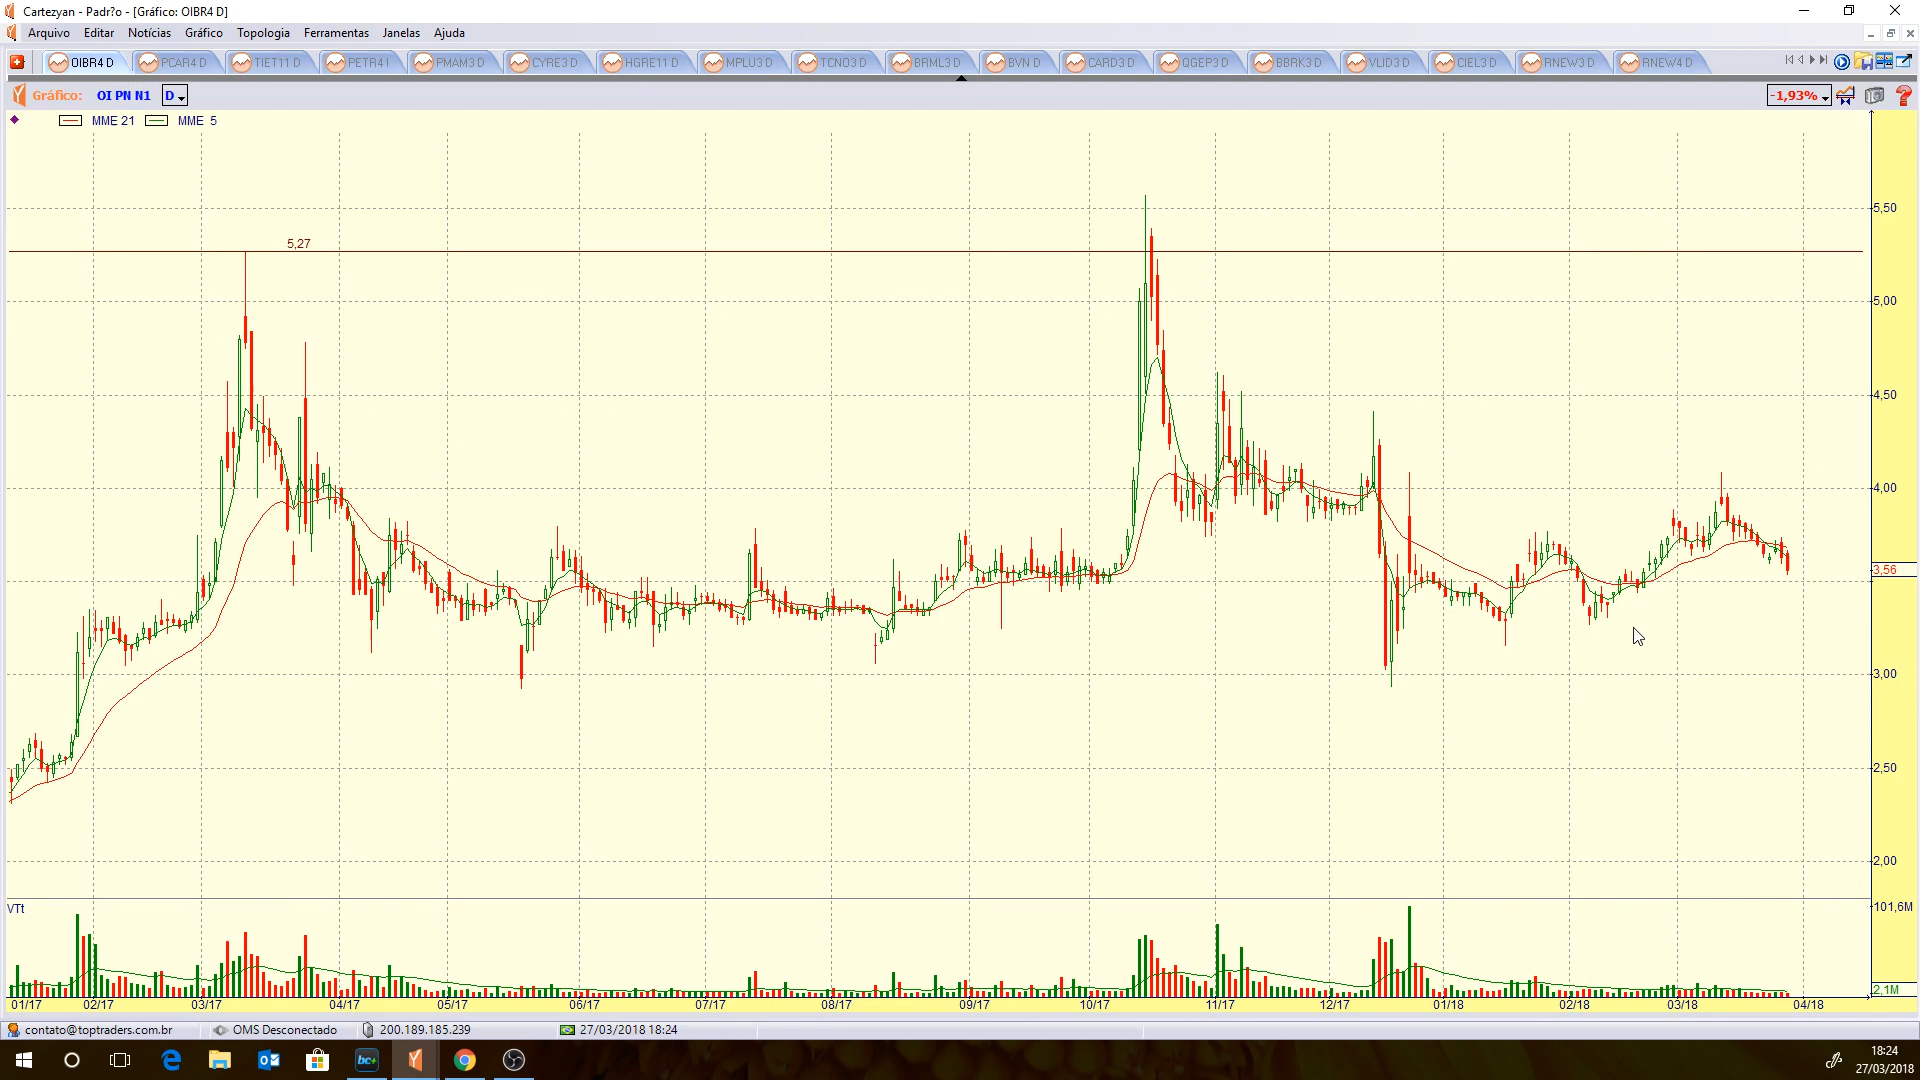 Cartezyan - Padr?o - [Gráfico: OIBR4 D]
Arquivo Editar Notícias Gráfico Topologia Ferramentas Janelas Ajuda
OIBR4 D PCAR4 D TIET11 D PETR4 I PMAM3 D CYRE3 D HGRE11 D MPLU3 D TCNO3 D BRML3 D BVN D CARD3 D QGEP3 D BBRK3 D VLID3 D CIEL3 D RNEW3 D RNEW4 D
Gráfico: OI PN N1 D -1,93%
MME 21 MME 5
5,50
5,27
5,00
4,50
4,00
3,56
3,00
2,50
2,00
VTt 101,6M
2,1M
01/17 02/17 03/17 04/17 05/17 06/17 07/17 08/17 09/17 10/17 11/17 12/17 01/18 02/18 03/18 04/18
contato@toptraders.com.br OMS Desconectado 200.189.185.239 27/03/2018 18:24
bc+
18:24
27/03/2018